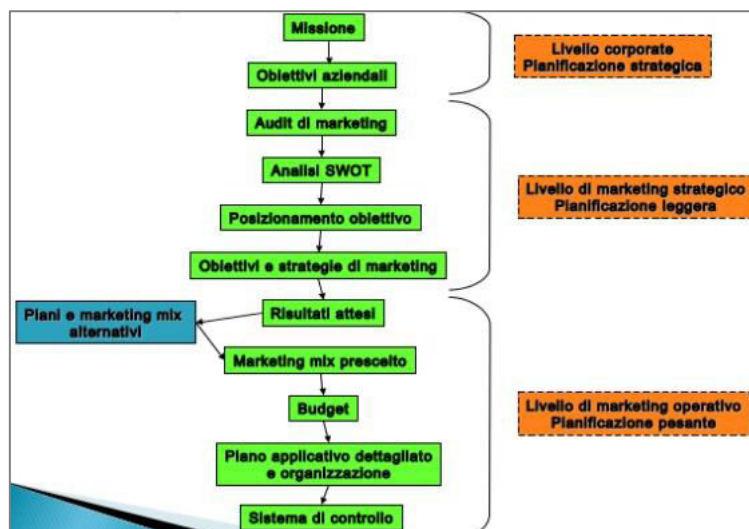 Missione
Obiettivi aziendali
Livello corporate
Pianificazione strategica
Audit di marketing
Analisi SWOT
Posizionamento obiettivo
Obiettivi e strategie di marketing
Livello di marketing strategico
Pianificazione leggera
Risultati attesi
Piani e marketing mix
alternativi
Marketing mix prescelto
Budget
Piano applicativo dettagliato
e organizzazione
Sistema di controllo
Livello di marketing operativo
Pianificazione pesante